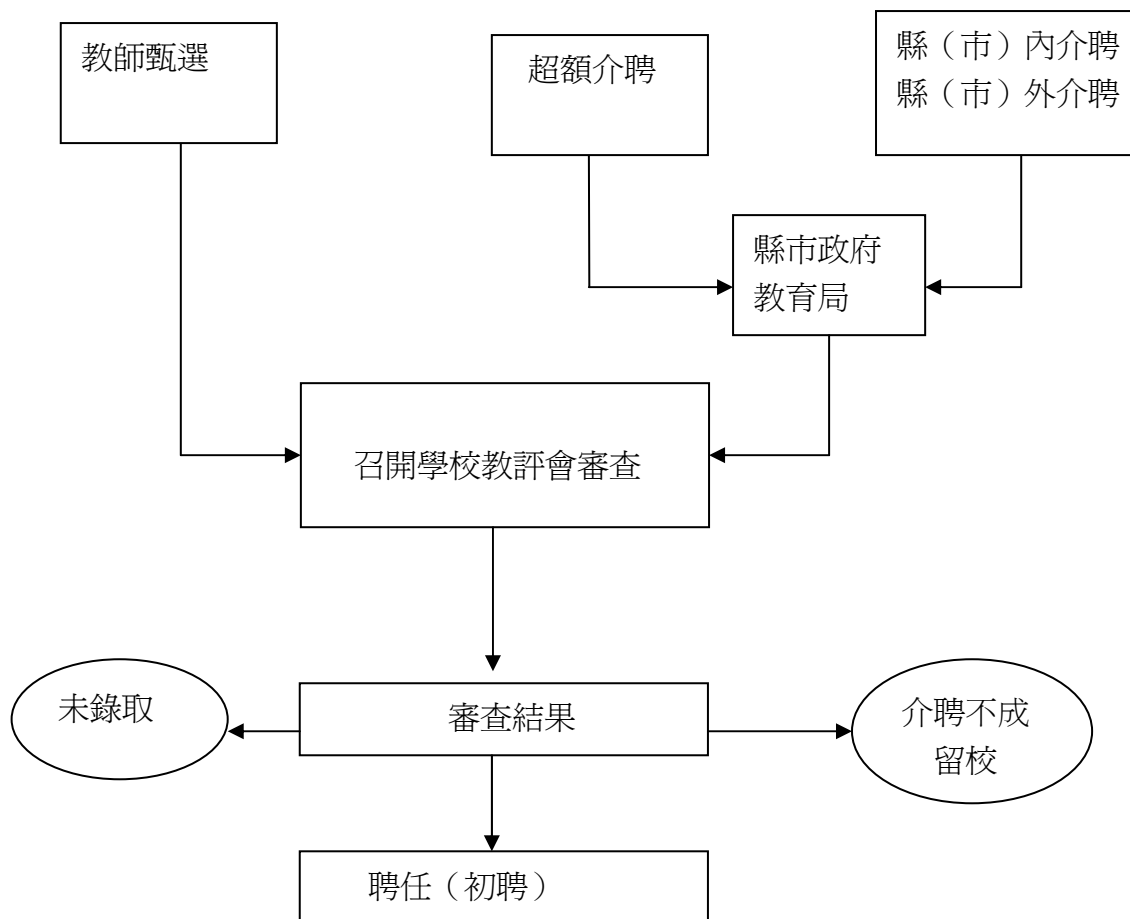 教師甄選
超額介聘
縣（市）內介聘
縣（市）外介聘
縣市政府
教育局
召開學校教評會審查
未錄取
審查結果
介聘不成
留校
聘任（初聘）